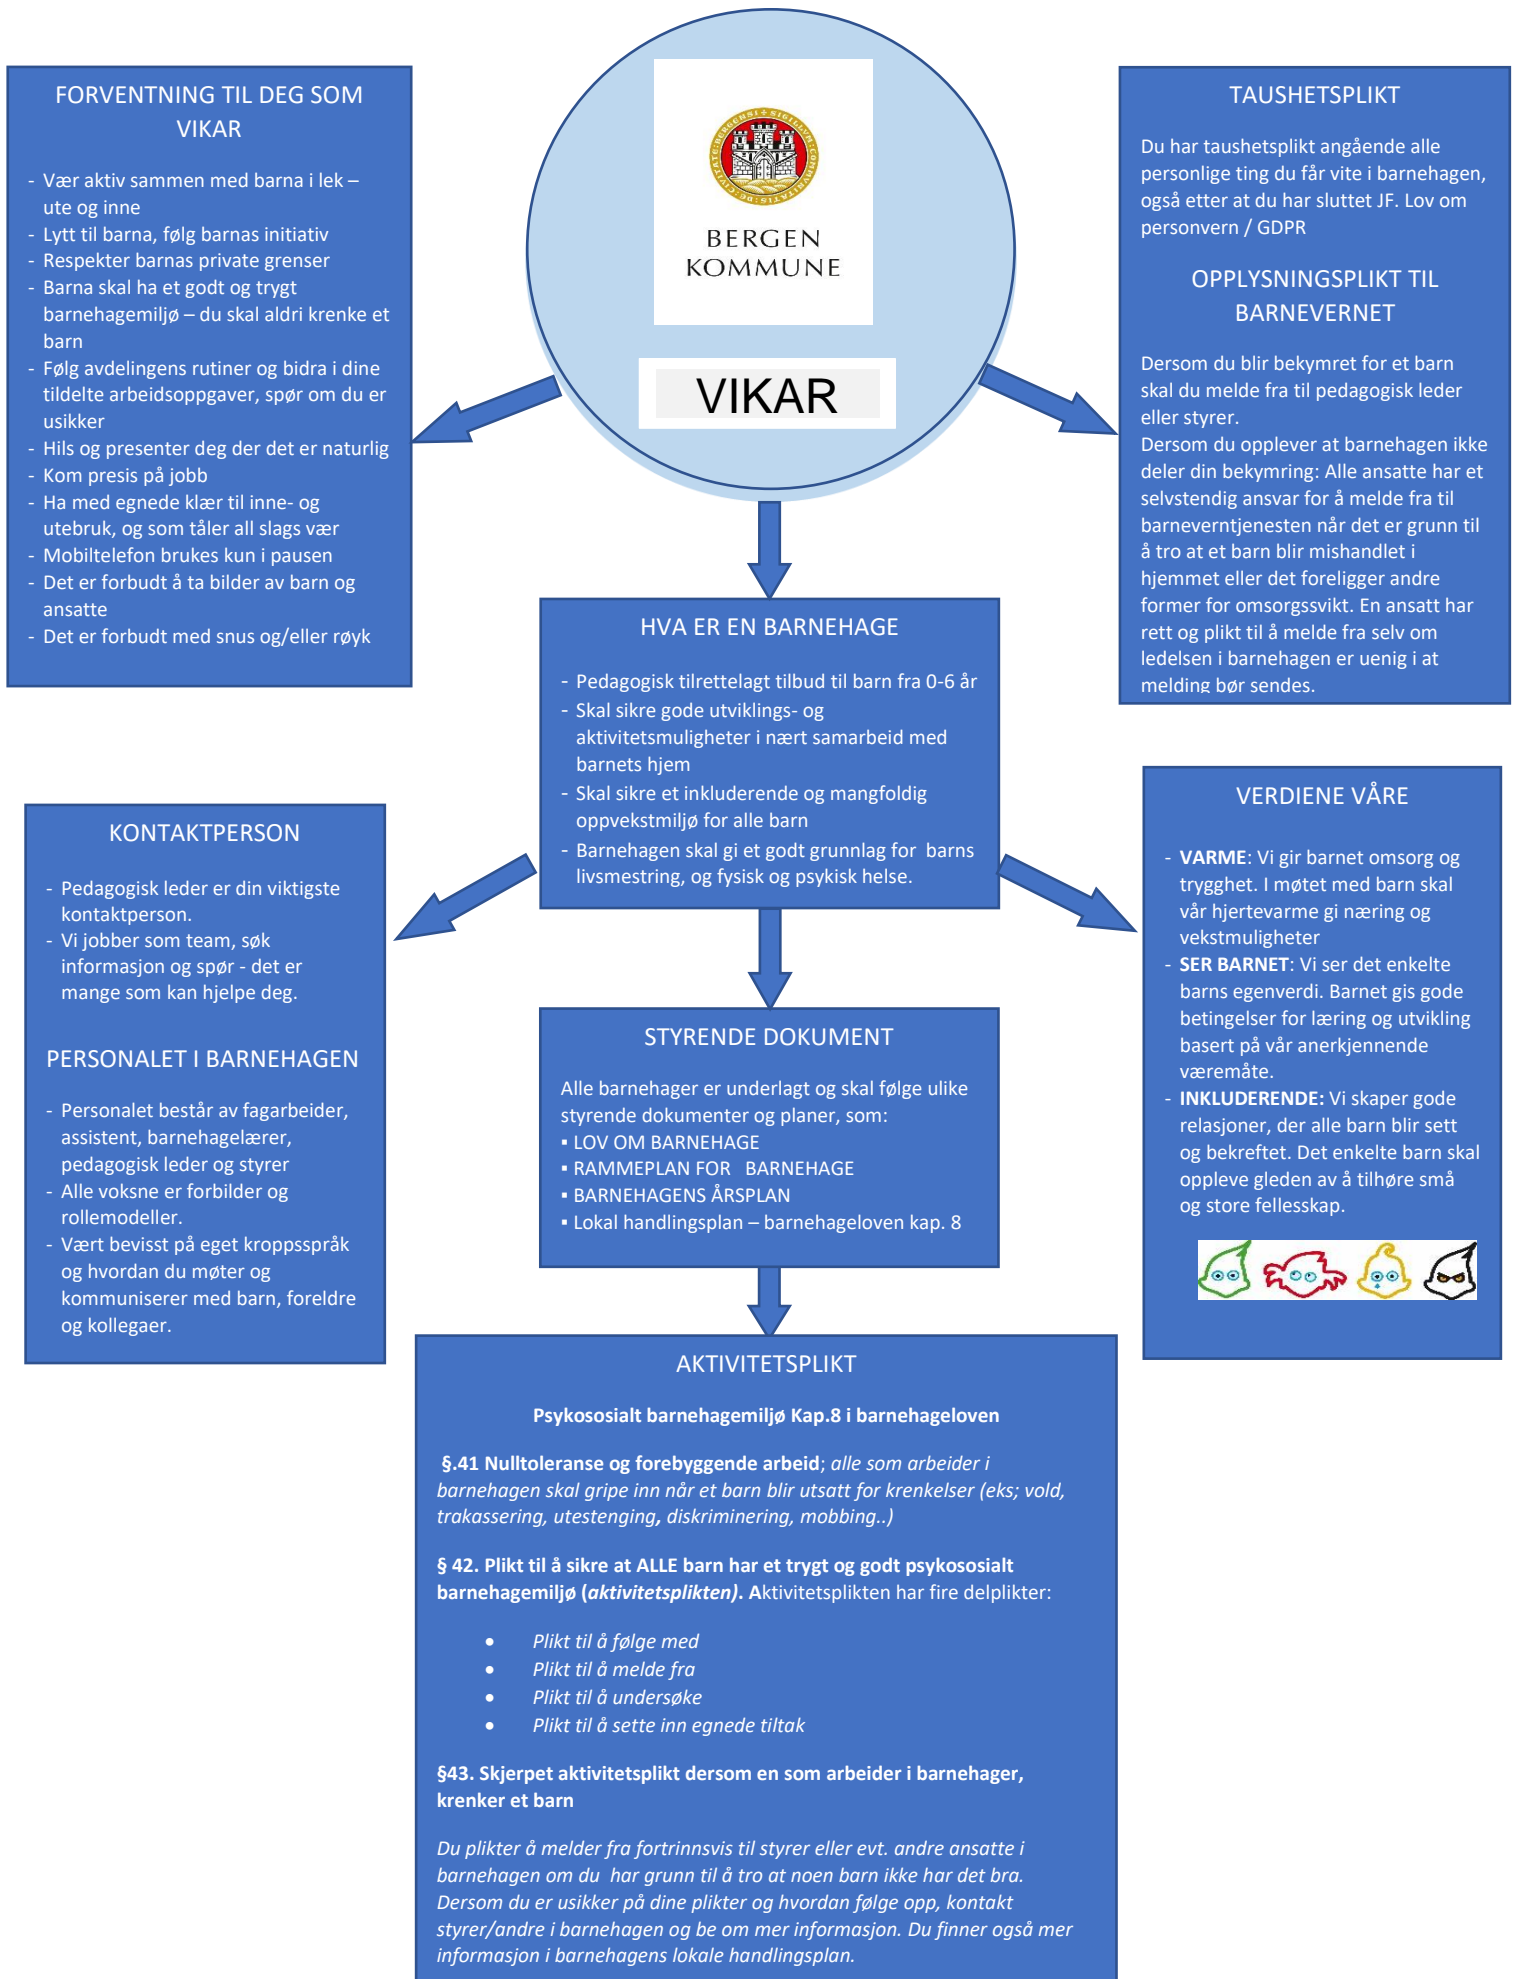 BERGEN
KOMMUNE
VIKAR
FORVENTNING TIL DEG SOM
VIKAR
- Vær aktiv sammen med barna i lek –
ute og inne
- Lytt til barna, følg barnas initiativ
- Respekter barnas private grenser
- Barna skal ha et godt og trygt
barnehagemiljø – du skal aldri krenke et
barn
- Følg avdelingens rutiner og bidra i dine
tildelte arbeidsoppgaver, spør om du er
usikker
- Hils og presenter deg der det er naturlig
- Kom presis på jobb
- Ha med egnede klær til inne- og
utebruk, og som tåler all slags vær
- Mobiltelefon brukes kun i pausen
- Det er forbudt å ta bilder av barn og
ansatte
- Det er forbudt med snus og/eller røyk
TAUSHETSPLIKT
Du har taushetsplikt angående alle
personlige ting du får vite i barnehagen,
også etter at du har sluttet JF. Lov om
personvern / GDPR
OPPLYSNINGSPLIKT TIL
BARNEVERNET
Dersom du blir bekymret for et barn
skal du melde fra til pedagogisk leder
eller styrer.
Dersom du opplever at barnehagen ikke
deler din bekymring: Alle ansatte har et
selvstendig ansvar for å melde fra til
barneverntjenesten når det er grunn til
å tro at et barn blir mishandlet i
hjemmet eller det foreligger andre
former for omsorgssvikt. En ansatt har
rett og plikt til å melde fra selv om
ledelsen i barnehagen er uenig i at
melding bør sendes.
HVA ER EN BARNEHAGE
- Pedagogisk tilrettelagt tilbud til barn fra 0-6 år
- Skal sikre gode utviklings- og
aktivitetsmuligheter i nært samarbeid med
barnets hjem
- Skal sikre et inkluderende og mangfoldig
oppvekstmiljø for alle barn
- Barnehagen skal gi et godt grunnlag for  barns
livsmestring, og fysisk og psykisk helse.
KONTAKTPERSON
- Pedagogisk leder er din viktigste
kontaktperson.
- Vi jobber som team, søk
informasjon og spør - det er
mange som kan hjelpe deg.
PERSONALET I BARNEHAGEN
- Personalet består av fagarbeider,
assistent, barnehagelærer,
pedagogisk leder og styrer
- Alle voksne er forbilder og
rollemodeller.
- Vært bevisst på eget kroppsspråk
og hvordan du møter og
kommuniserer med barn, foreldre
og kollegaer.
VERDIENE VÅRE
- VARME: Vi gir barnet omsorg og
trygghet. I møtet med barn skal
vår hjertevarme gi næring og
vekstmuligheter
- SER BARNET: Vi ser det enkelte
barns egenverdi. Barnet gis gode
betingelser for læring og utvikling
basert på vår anerkjennende
væremåte.
- INKLUDERENDE: Vi skaper gode
relasjoner, der alle barn blir sett
og bekreftet. Det enkelte barn skal
oppleve gleden av å tilhøre små
og store fellesskap.
STYRENDE DOKUMENT
Alle barnehager er underlagt og skal følge ulike
styrende dokumenter og planer, som:
▪ LOV OM BARNEHAGE
▪ RAMMEPLAN FOR   BARNEHAGE
▪ BARNEHAGENS ÅRSPLAN
▪ Lokal handlingsplan – barnehageloven kap. 8
AKTIVITETSPLIKT
Psykososialt barnehagemiljø Kap.8 i barnehageloven
§.41 Nulltoleranse og forebyggende arbeid; alle som arbeider i
barnehagen skal gripe inn når et barn blir utsatt for krenkelser (eks; vold,
trakassering, utestenging, diskriminering, mobbing..)
§ 42. Plikt til å sikre at ALLE barn har et trygt og godt psykososialt
barnehagemiljø (aktivitetsplikten). Aktivitetsplikten har fire delplikter:
• Plikt til å følge med
• Plikt til å melde fra
• Plikt til å undersøke
• Plikt til å sette inn egnede tiltak
§43. Skjerpet aktivitetsplikt dersom en som arbeider i barnehager,
krenker et barn
Du plikter å melder fra fortrinnsvis til styrer eller evt. andre ansatte i
barnehagen om du  har grunn til å tro at noen barn ikke har det bra.
Dersom du er usikker på dine plikter og hvordan følge opp, kontakt
styrer/andre i barnehagen og be om mer informasjon. Du finner også mer
informasjon i barnehagens lokale handlingsplan.